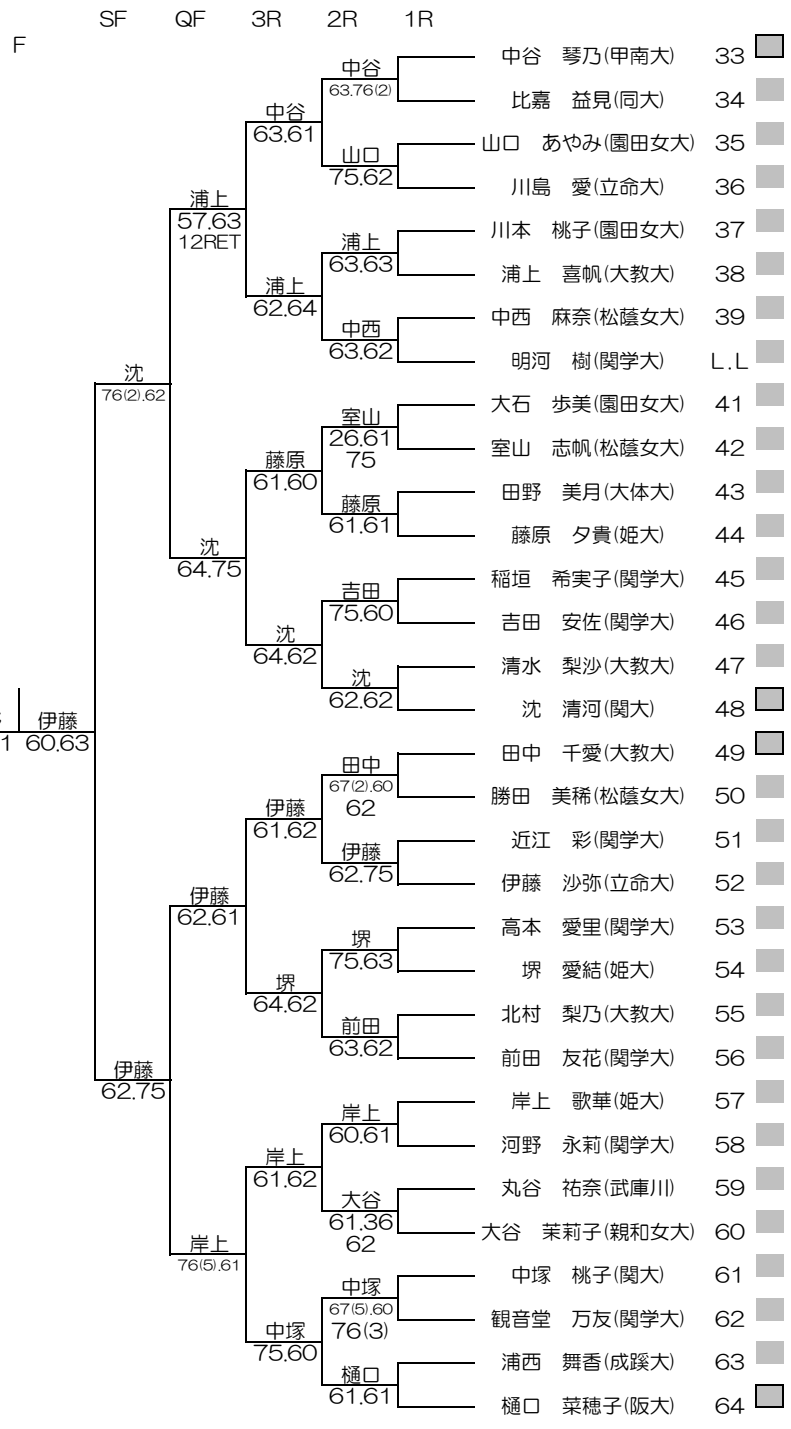 SF QF 3R 2R 1R
F
中谷 琴乃(甲南大) 33
中谷
63.76(2)
比嘉 益見(同大) 34
中谷
63.61
山口 あやみ(園田女大) 35
山口
75.62
川島 愛(立命大) 36
浦上
57.63
12RET
川本 桃子(園田女大) 37
浦上
63.63
浦上 喜帆(大教大) 38
浦上
62.64
中西 麻奈(松蔭女大) 39
中西
63.62
明河 樹(関学大) L.L
沈
76(2).62
大石 歩美(園田女大) 41
室山
26.61
75
室山 志帆(松蔭女大) 42
藤原
61.60
田野 美月(大体大) 43
藤原
61.61
藤原 夕貴(姫大) 44
沈
64.75
稲垣 希実子(関学大) 45
吉田
75.60
吉田 安佐(関学大) 46
沈
64.62
清水 梨沙(大教大) 47
沈
62.62
沈 清河(関大) 48
伊藤
1 60.63
田中 千愛(大教大) 49
田中
67(2).60
62
勝田 美稀(松蔭女大) 50
伊藤
61.62
近江 彩(関学大) 51
伊藤
62.75
伊藤 沙弥(立命大) 52
伊藤
62.61
高本 愛里(関学大) 53
堺
75.63
堺 愛結(姫大) 54
堺
64.62
北村 梨乃(大教大) 55
前田
63.62
前田 友花(関学大) 56
伊藤
62.75
岸上 歌華(姫大) 57
岸上
60.61
河野 永莉(関学大) 58
岸上
61.62
丸谷 祐奈(武庫川) 59
大谷
61.36
62
大谷 茉莉子(親和女大) 60
岸上
76(5).61
中塚 桃子(関大) 61
中塚
67(5).60
76(3)
観音堂 万友(関学大) 62
中塚
75.60
浦西 舞香(成蹊大) 63
樋口
61.61
樋口 菜穂子(阪大) 64